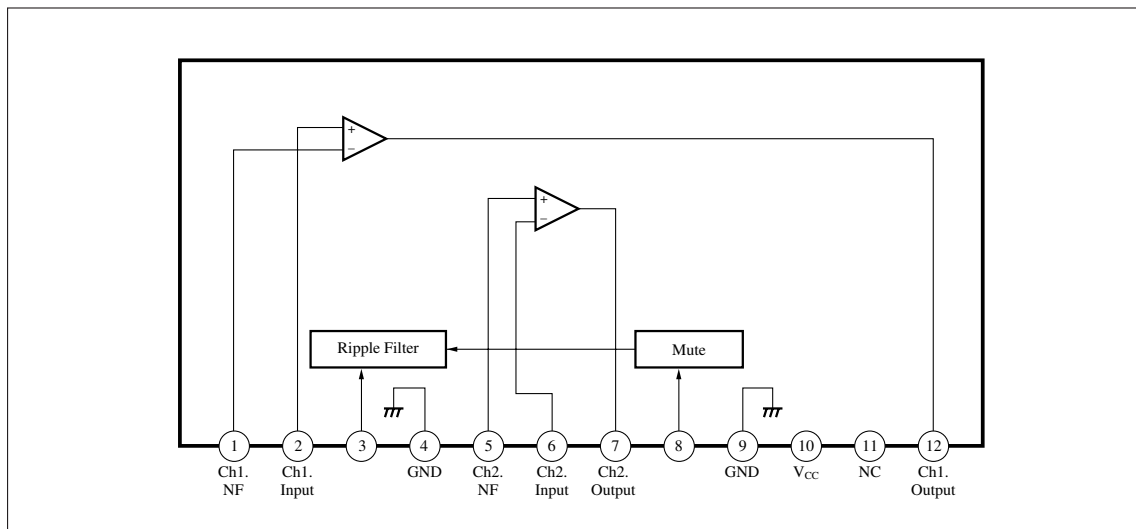 +
−
+
−
Ripple Filter
Mute
1
2
3
4
5
6
7
8
9
10
11
12
Ch1.
NF
Ch1.
Input
GND
Ch2.
NF
Ch2.
Input
Ch2.
Output
GND
VCC
NC
Ch1.
Output